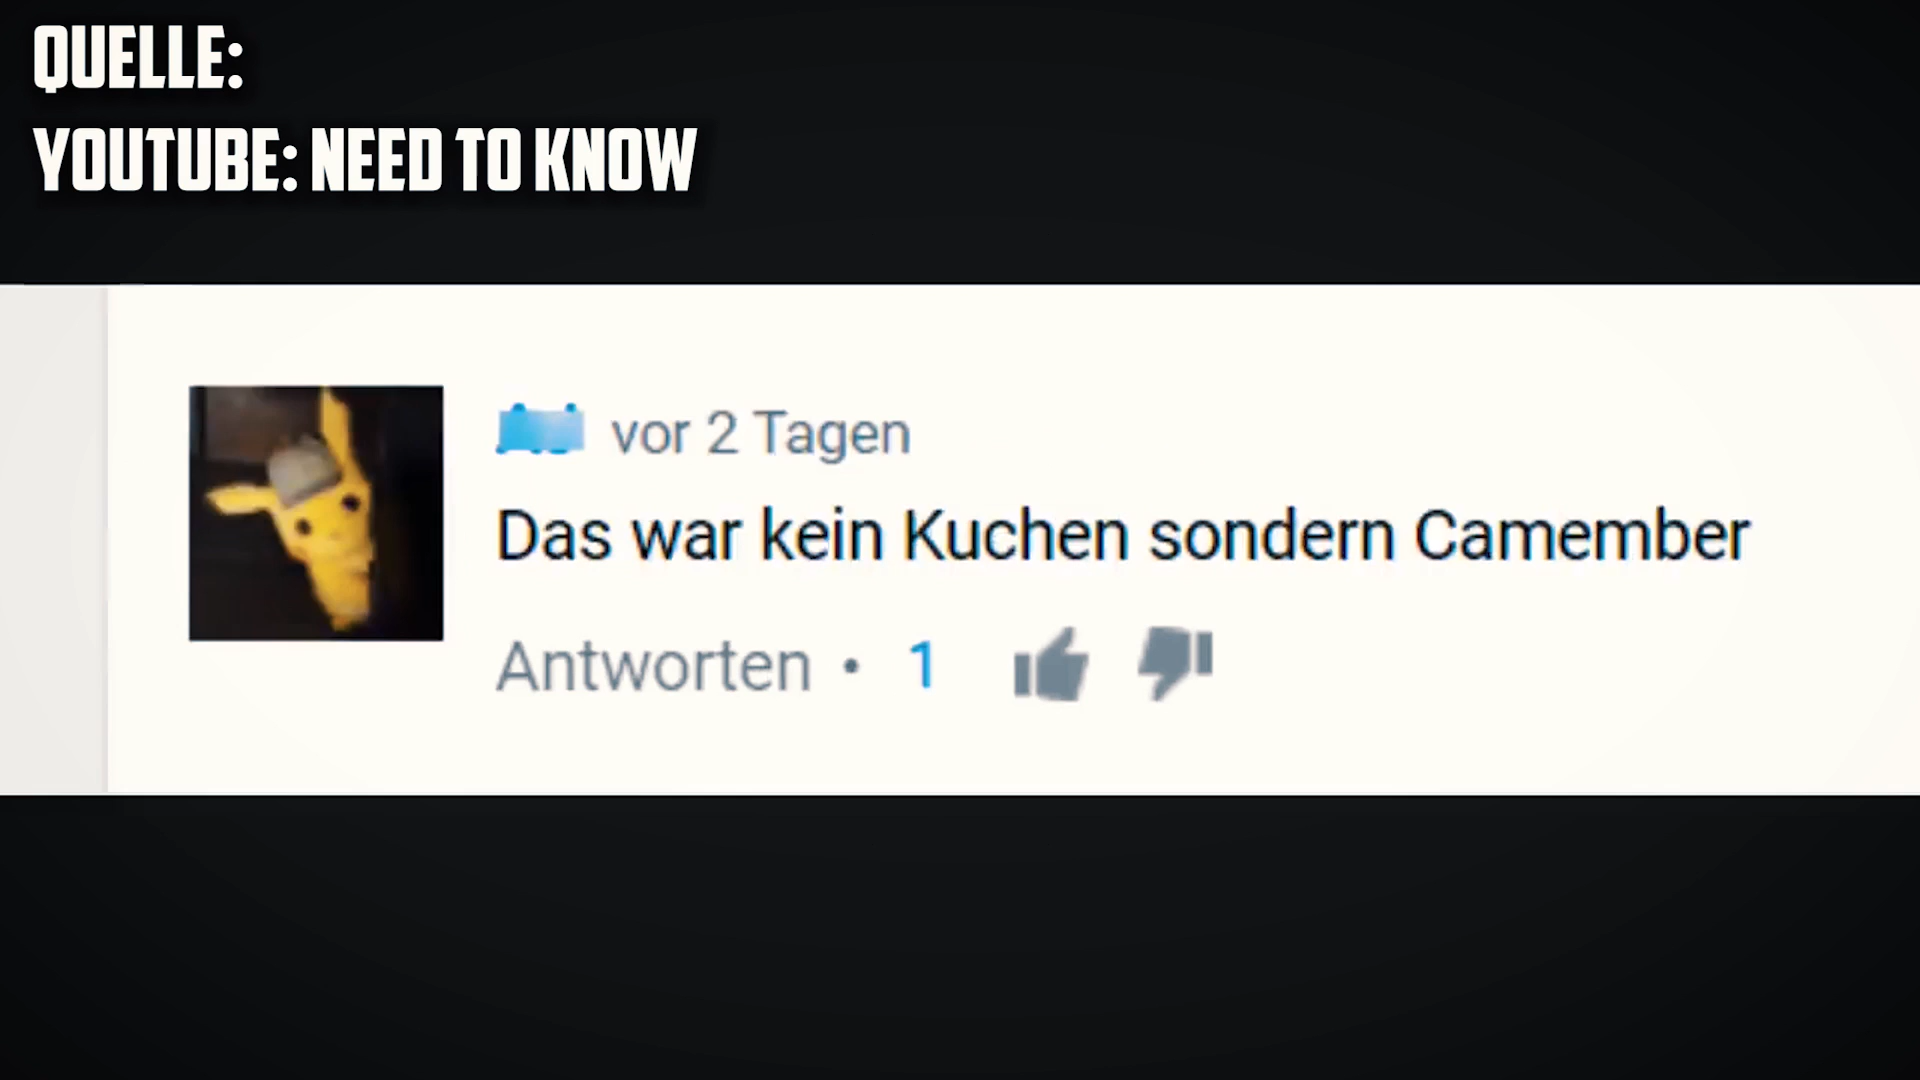 QUELLE:
YOUTUBE: NEED TO KNOW
vor 2 Tagen
Das war kein Kuchen sondern Camember
Antworten • 1